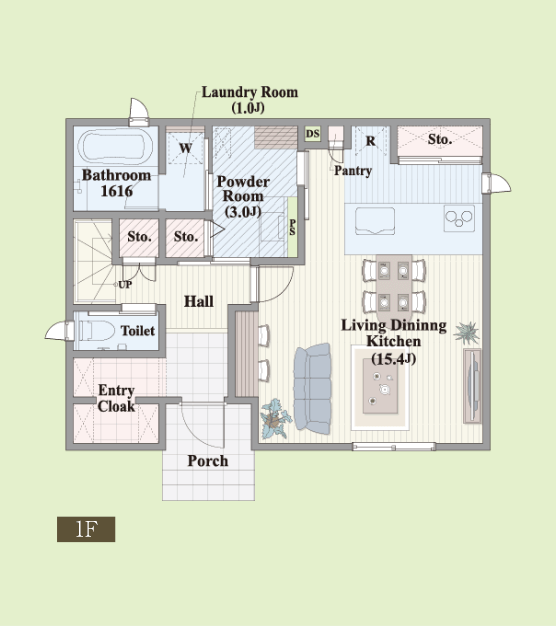 Laundry Room
(1.0J)
DS
R
Sto.
W
Pantry
Bathroom
1616
Powder
Room
(3.0J)
PS
Sto.
Sto.
UP
Hall
Toilet
Living Dininng
Kitchen
(15.4J)
Entry
Cloak
Porch
1F